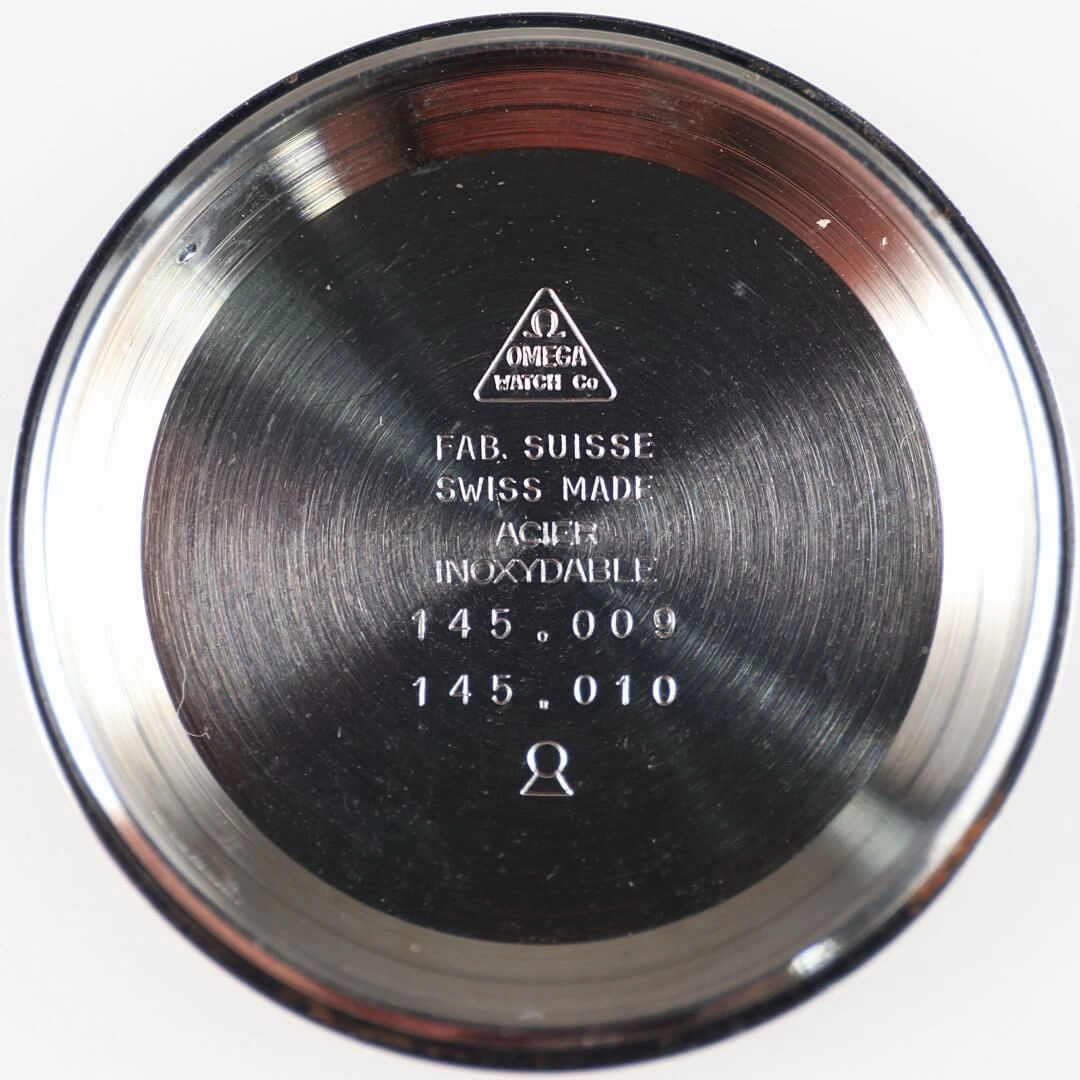 Ω
OMEGA
WATCH Co
FAB. SUISSE
SWISS MADE
ACIER
INOXYDABLE
145.009
145.010